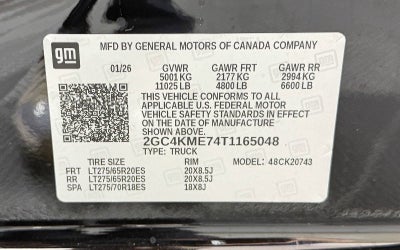 gm
MFD BY GENERAL MOTORS OF CANADA COMPANY
01/26 GVWR GAWR FRT GAWR RR
5001 KG 2177 KG 2994 KG
11025 LB 4800 LB 6600 LB
THIS VEHICLE CONFORMS TO ALL
APPLICABLE U.S. FEDERAL MOTOR
VEHICLE SAFETY STANDARDS IN EFFECT
ON THE DATE OF MANUFACTURE
SHOWN ABOVE.
2GC4KME74T1165048
TYPE: TRUCK 48CK20743
TIRE SIZE RIM
FRT LT275/65R20ES 20X8.5J
RR LT275/65R20ES 20X8.5J
SPA LT275/70R18ES 18X8J